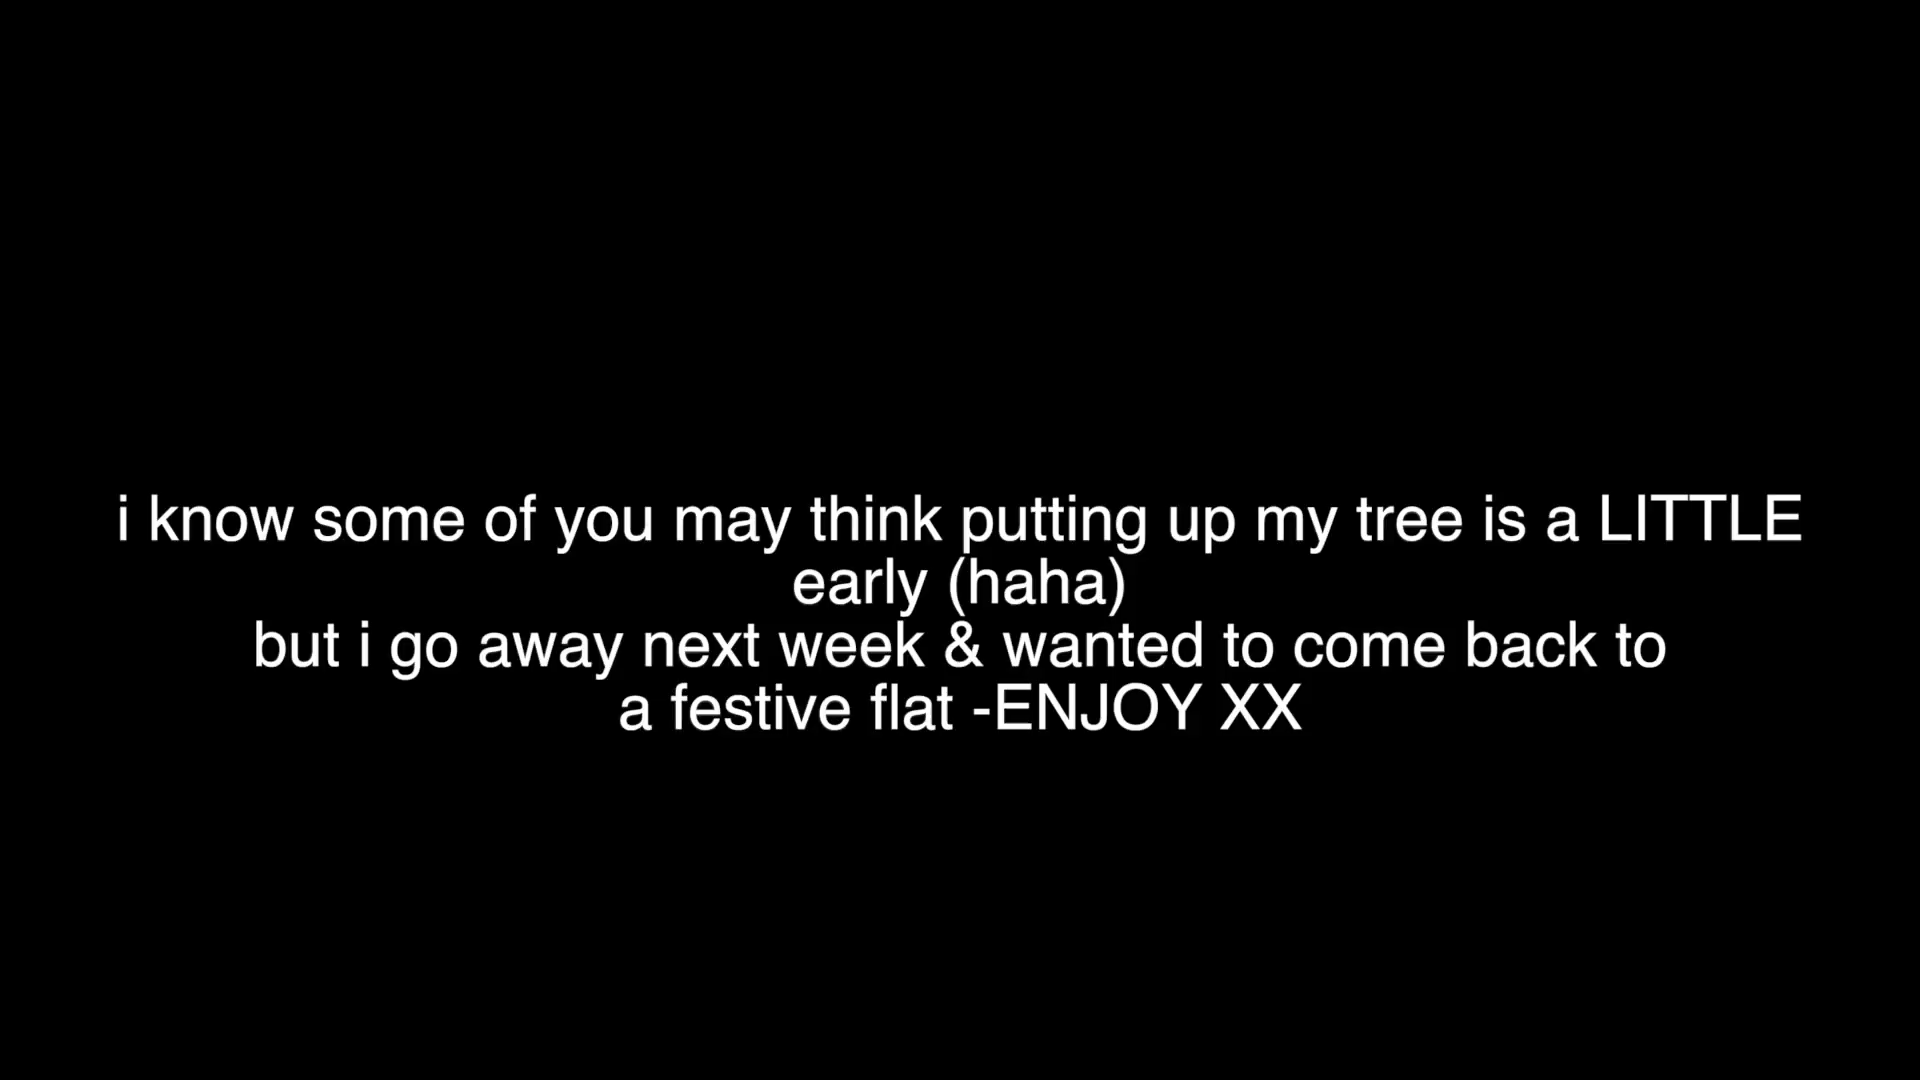 i know some of you may think putting up my tree is a LITTLE
early (haha)
but i go away next week & wanted to come back to
a festive flat -ENJOY XX